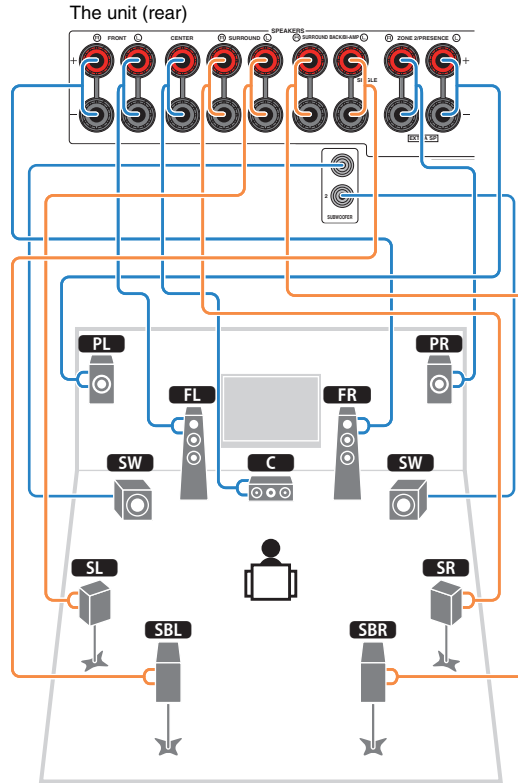 The unit (rear)
SPEAKERS
R FRONT L CENTER R SURROUND L R SURROUND BACK/BI-AMP L R ZONE 2/PRESENCE L
+ +
SINGLE
– –
EXTRA SP
2
SUBWOOFER
PL PR
FL FR
SW C SW
SL SR
SBL SBR